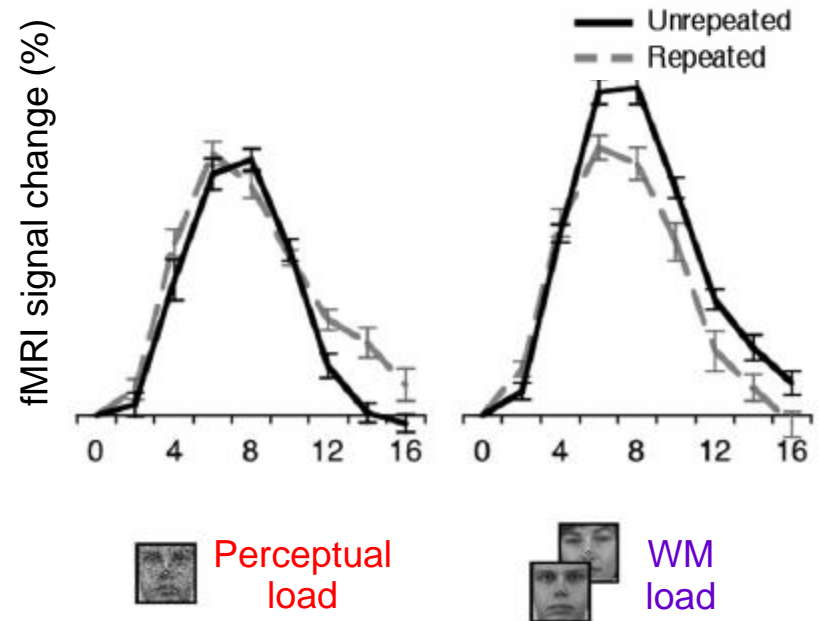 Unrepeated
Repeated
fMRI signal change (%)
0 4 8 12 16
0 4 8 12 16
Perceptual
load
WM
load